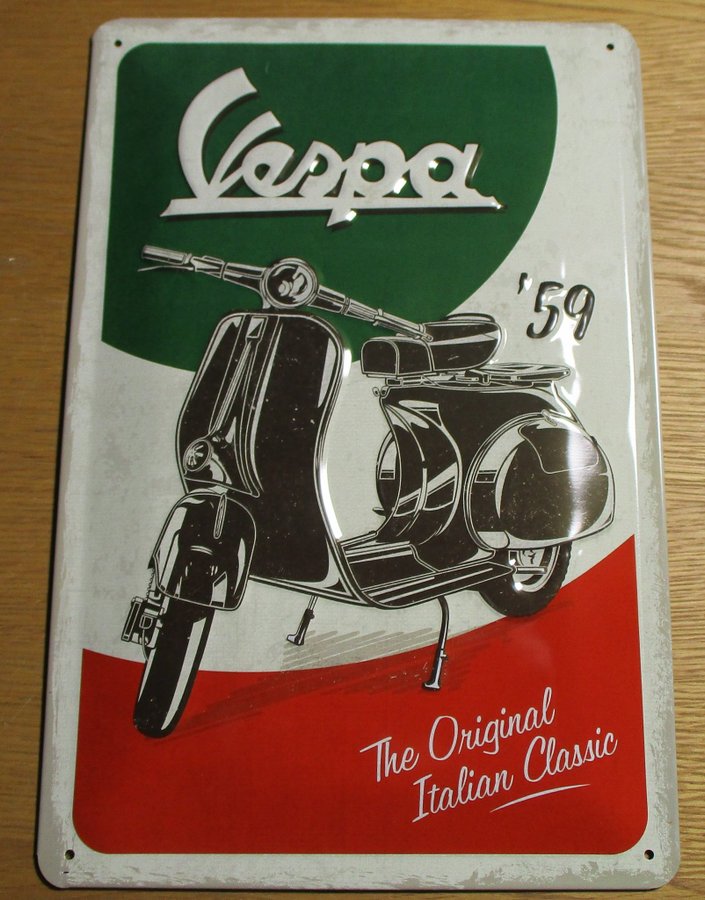 Vespa
'59
The Original
Italian Classic